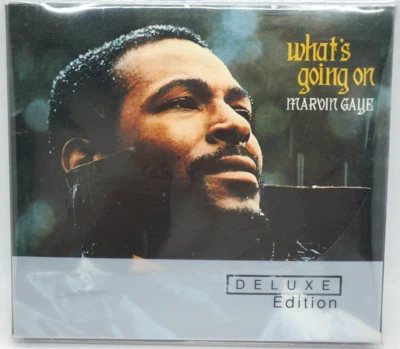 what's
going on
MARVIN GAYE
DELUXE
Edition